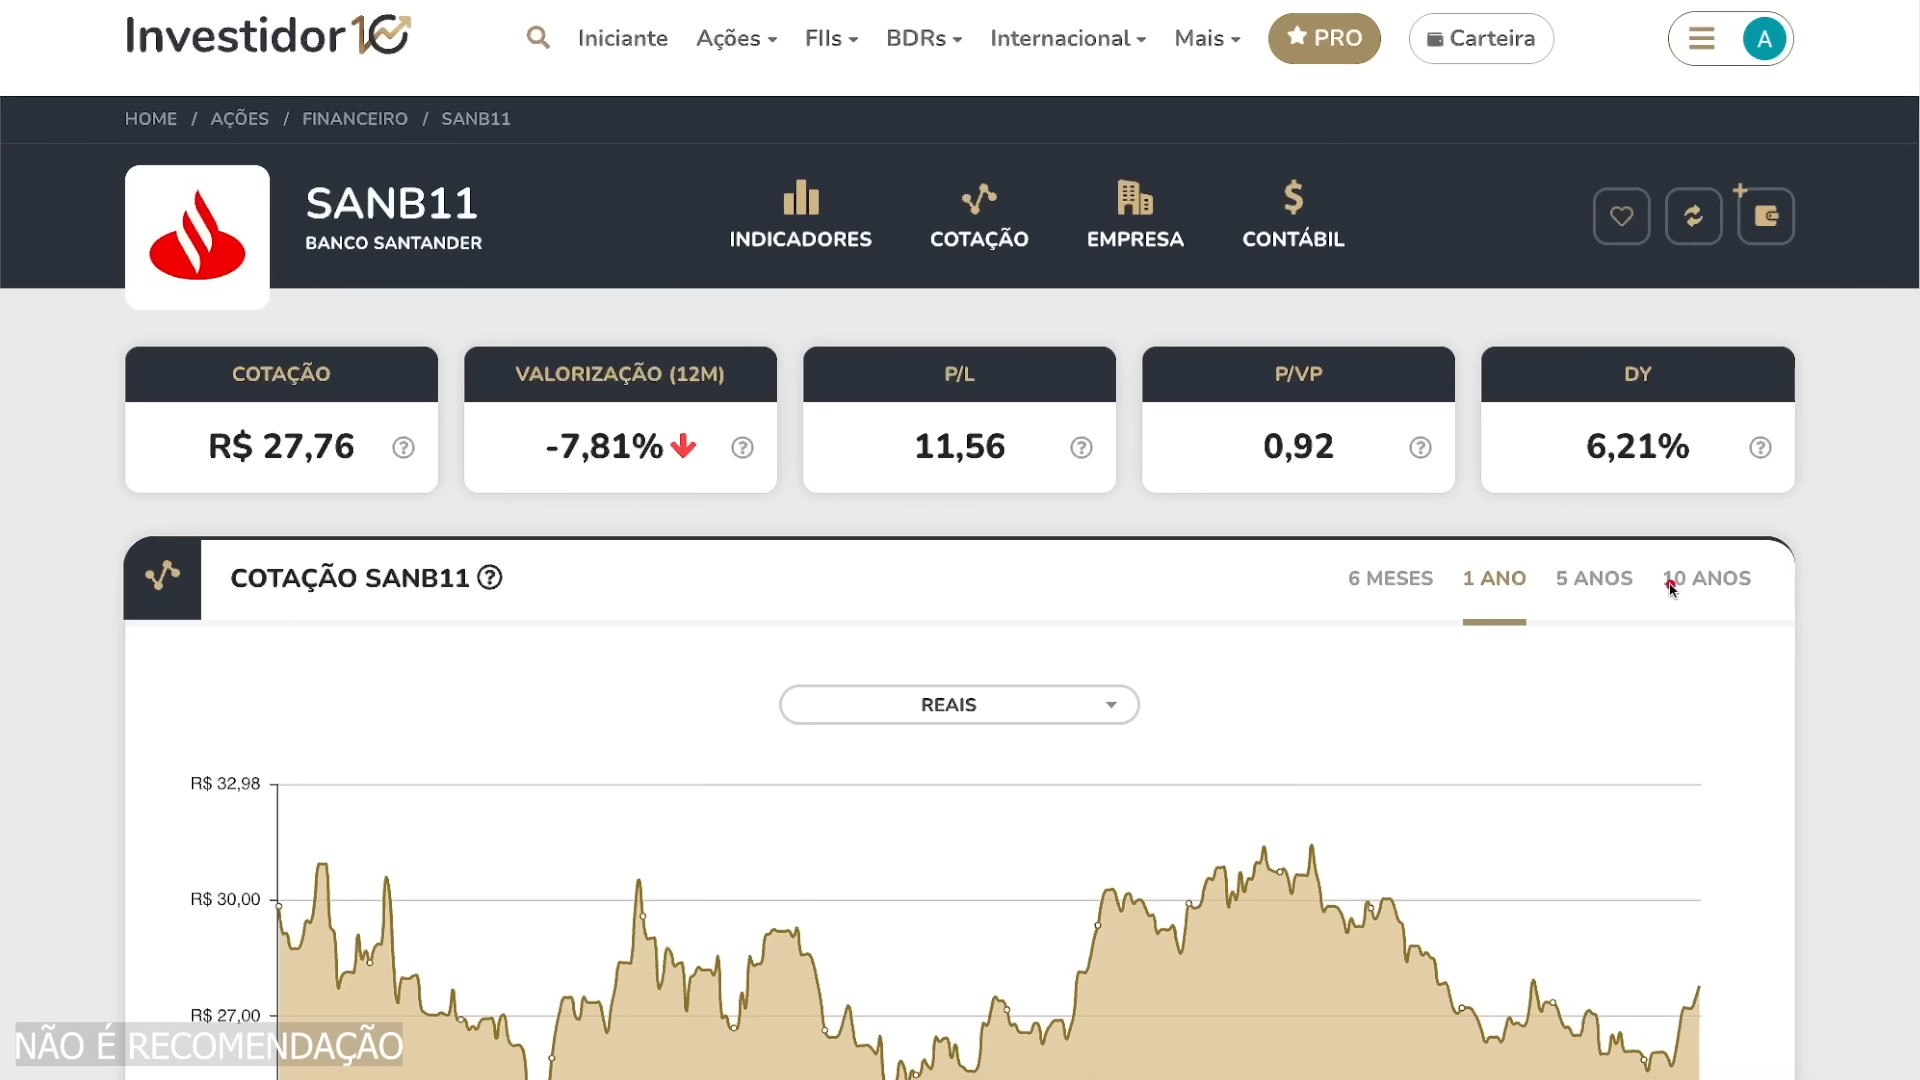 Investidor 10
Iniciante Ações FIIs BDRs Internacional Mais PRO Carteira A
HOME / AÇÕES / FINANCEIRO / SANB11
SANB11
BANCO SANTANDER
INDICADORES COTAÇÃO EMPRESA CONTÁBIL
COTAÇÃO VALORIZAÇÃO (12M) P/L P/VP DY
R$ 27,76 ? -7,81% ? 11,56 ? 0,92 ? 6,21% ?
COTAÇÃO SANB11 ? 6 MESES 1 ANO 5 ANOS 10 ANOS
REAIS
R$ 32,98
R$ 30,00
R$ 27,00
NÃO É RECOMENDAÇÃO